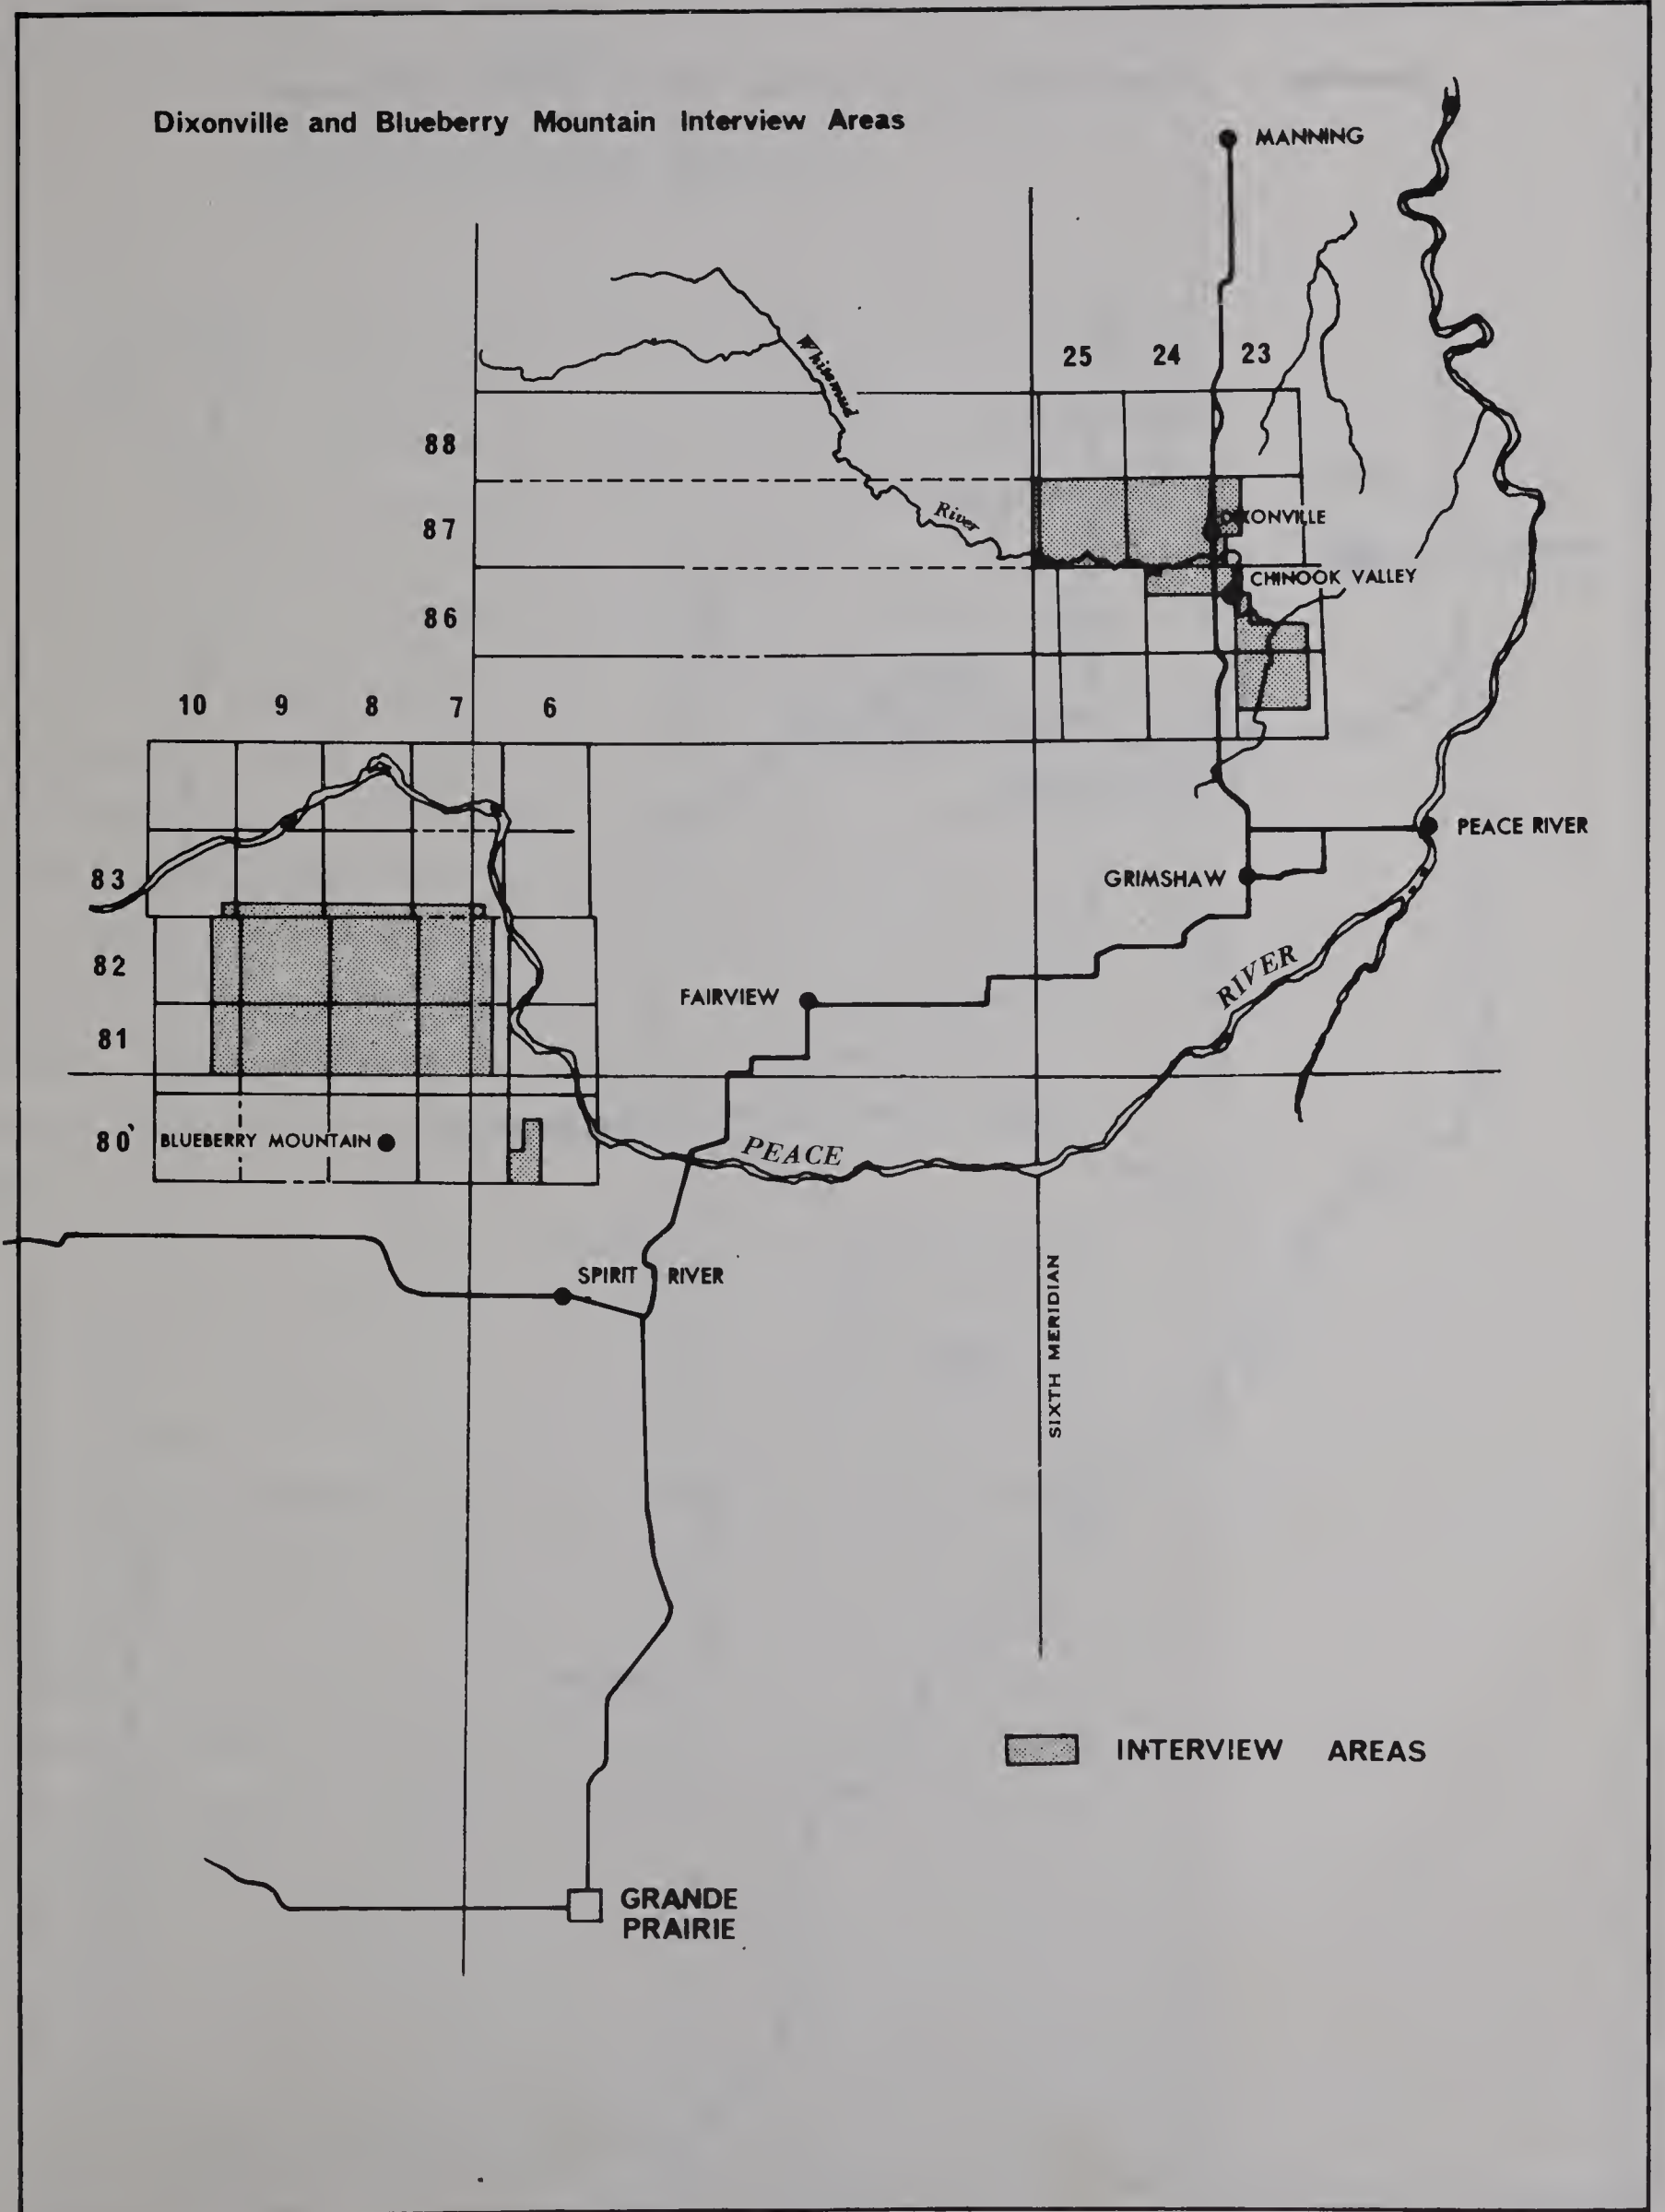 Dixonville and Blueberry Mountain Interview Areas
MANNING
25 24 23
Whisemud
River
88
87
DIXONVILLE
CHINOOK VALLEY
86
10 9 8 7 6
PEACE RIVER
83
GRIMSHAW
82
RIVER
FAIRVIEW
81
80
BLUEBERRY MOUNTAIN
PEACE
SPIRIT RIVER
SIXTH MERIDIAN
INTERVIEW AREAS
GRANDE
PRAIRIE